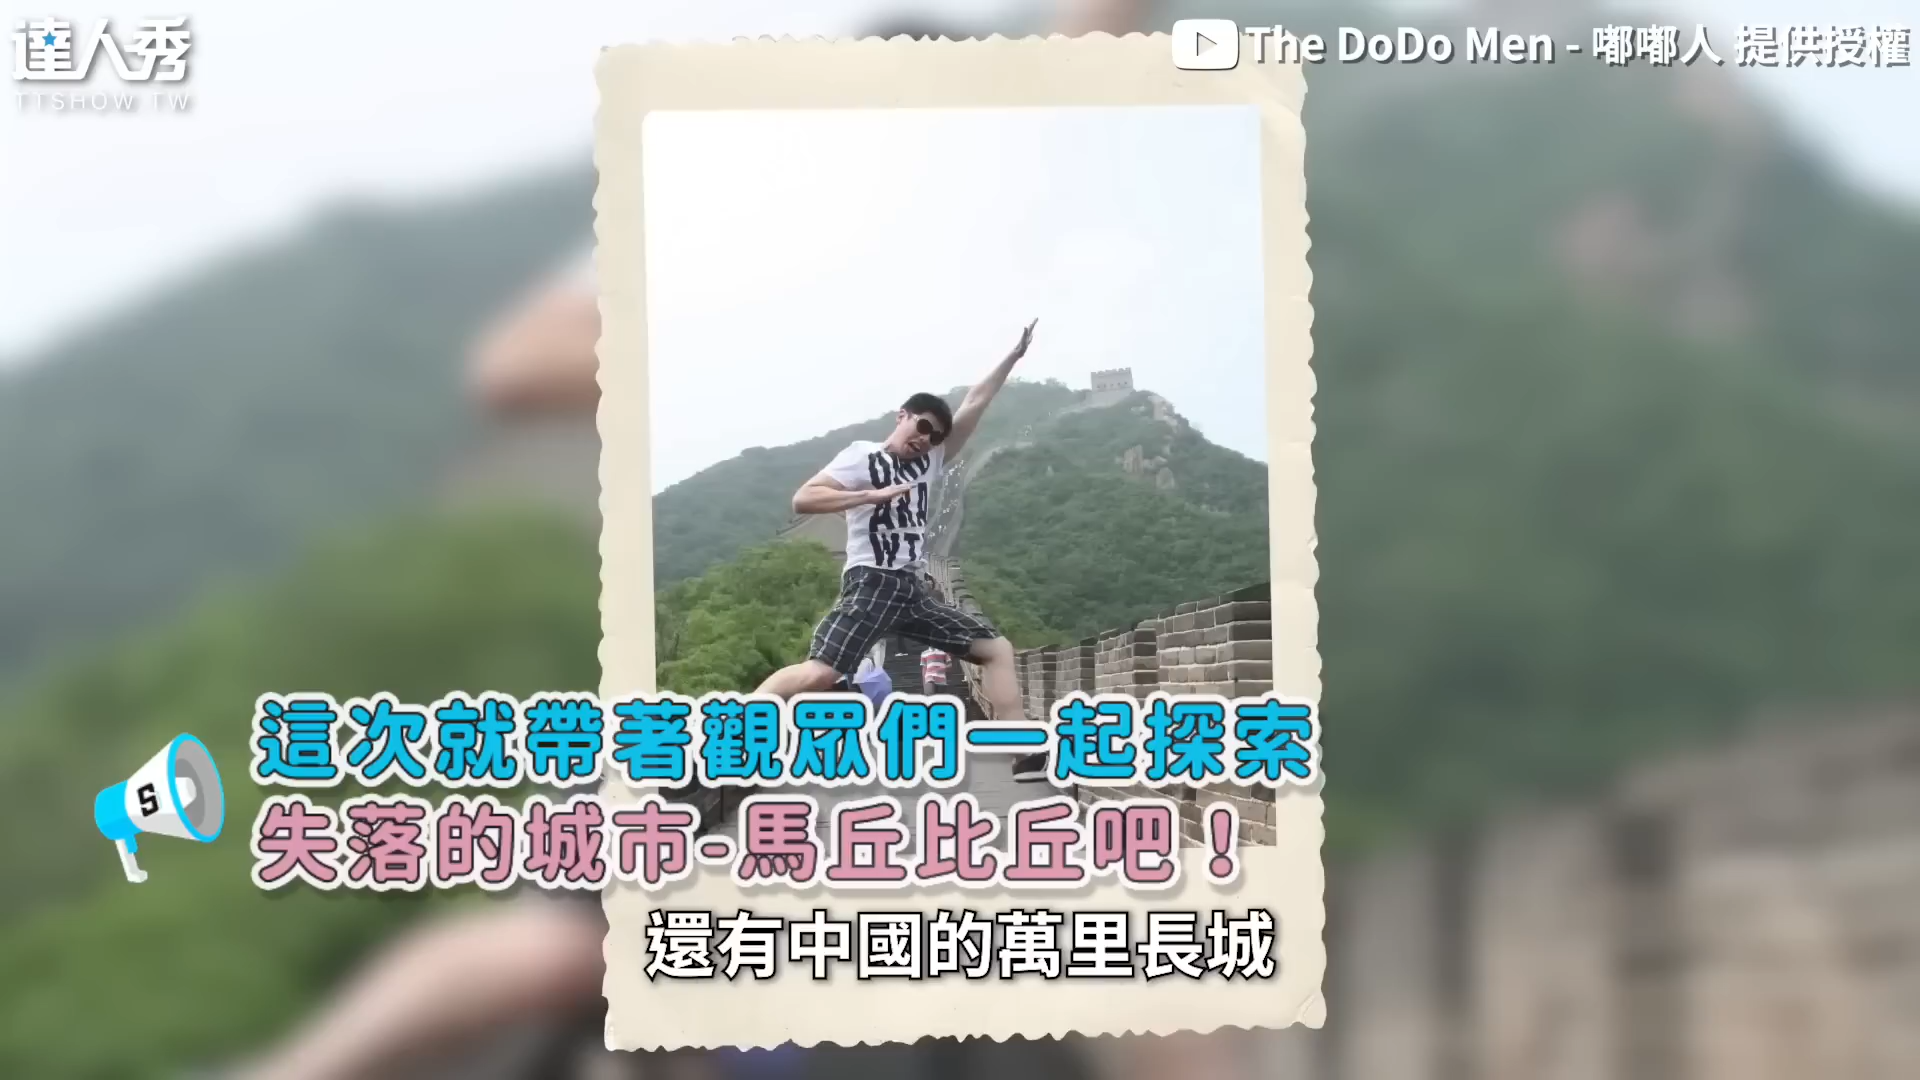 達人秀
TTSHOW.TW
The DoDo Men - 嘟嘟人 提供授權
這次就帶著觀眾們一起探索
失落的城市-馬丘比丘吧！
S
還有中國的萬里長城